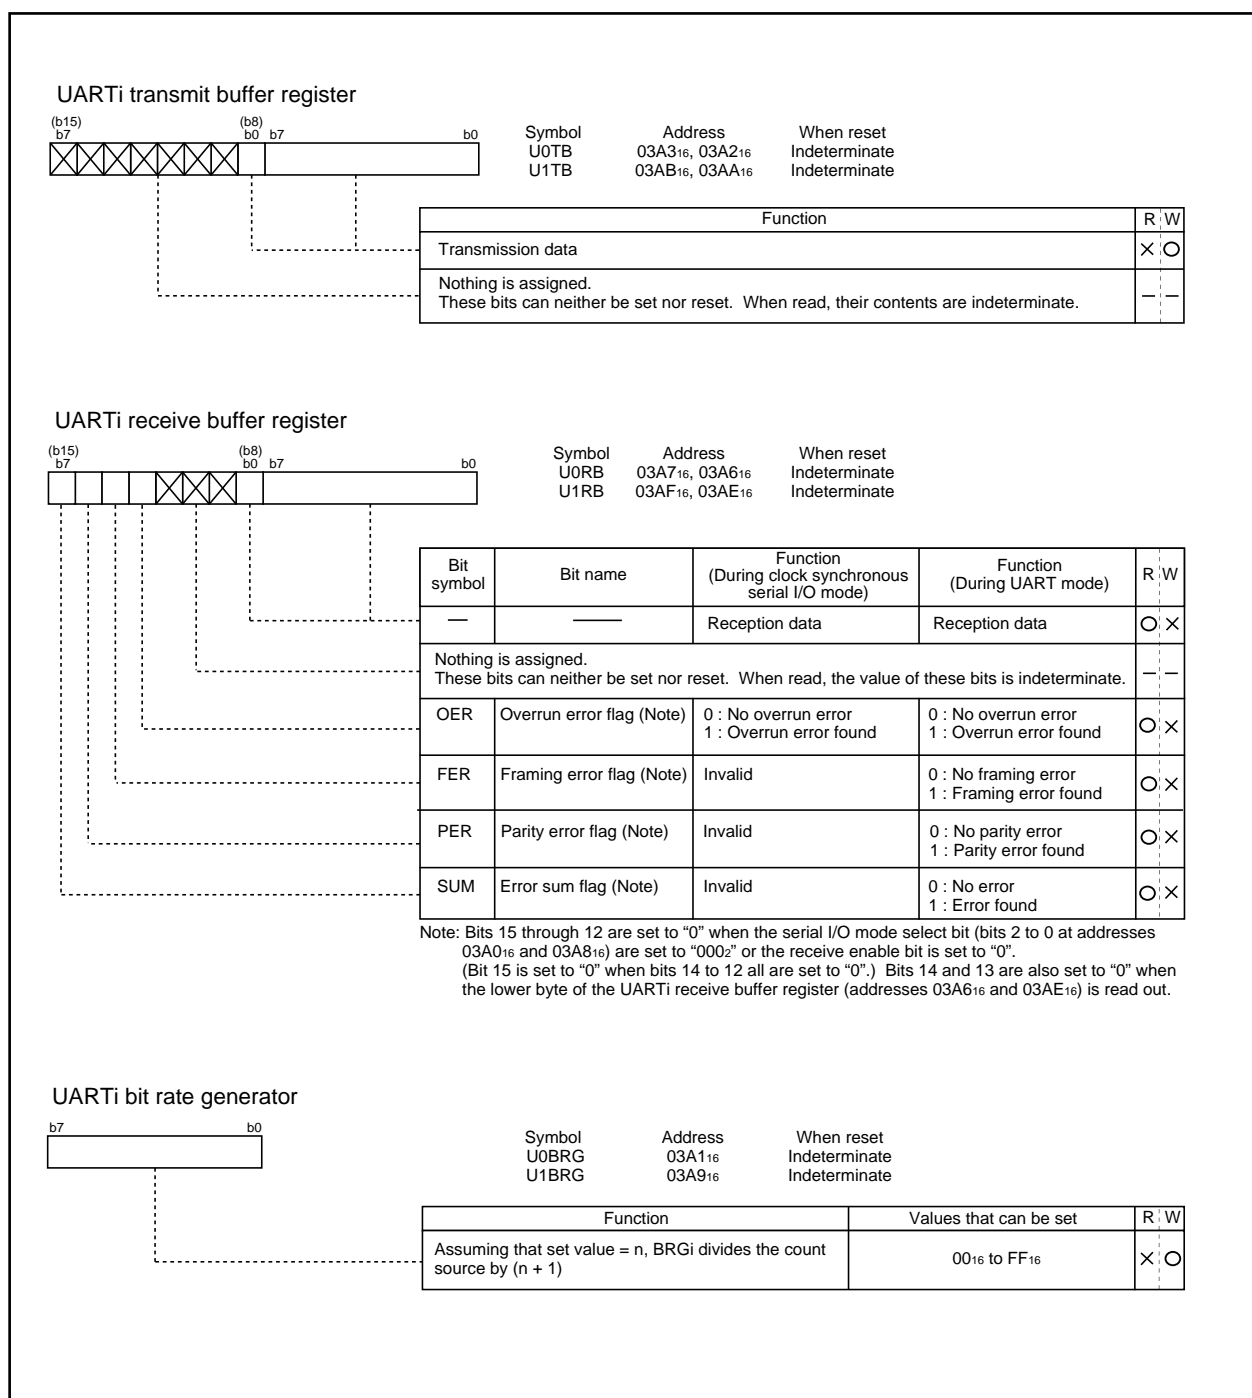 UARTi transmit buffer register
(b15) (b8)
b7 b0 b7 b0
Symbol Address When reset
U0TB 03A3₁₆, 03A2₁₆ Indeterminate
U1TB 03AB₁₆, 03AA₁₆ Indeterminate
Function R W
Transmission data × ○
Nothing is assigned.
These bits can neither be set nor reset. When read, their contents are indeterminate. – –
UARTi receive buffer register
(b15) (b8)
b7 b0 b7 b0
Symbol Address When reset
U0RB 03A7₁₆, 03A6₁₆ Indeterminate
U1RB 03AF₁₆, 03AE₁₆ Indeterminate
Bit symbol Bit name Function (During clock synchronous serial I/O mode) Function (During UART mode) R W
— — Reception data Reception data ○ ×
Nothing is assigned.
These bits can neither be set nor reset. When read, the value of these bits is indeterminate. – –
OER Overrun error flag (Note) 0 : No overrun error 0 : No overrun error ○ ×
1 : Overrun error found 1 : Overrun error found
FER Framing error flag (Note) Invalid 0 : No framing error ○ ×
1 : Framing error found
PER Parity error flag (Note) Invalid 0 : No parity error ○ ×
1 : Parity error found
SUM Error sum flag (Note) Invalid 0 : No error ○ ×
1 : Error found
Note: Bits 15 through 12 are set to “0” when the serial I/O mode select bit (bits 2 to 0 at addresses
03A0₁₆ and 03A8₁₆) are set to “000₂” or the receive enable bit is set to “0”.
(Bit 15 is set to “0” when bits 14 to 12 all are set to “0”.) Bits 14 and 13 are also set to “0” when
the lower byte of the UARTi receive buffer register (addresses 03A6₁₆ and 03AE₁₆) is read out.
UARTi bit rate generator
b7 b0
Symbol Address When reset
U0BRG 03A1₁₆ Indeterminate
U1BRG 03A9₁₆ Indeterminate
Function Values that can be set R W
Assuming that set value = n, BRGi divides the count
source by (n + 1) 00₁₆ to FF₁₆ × ○